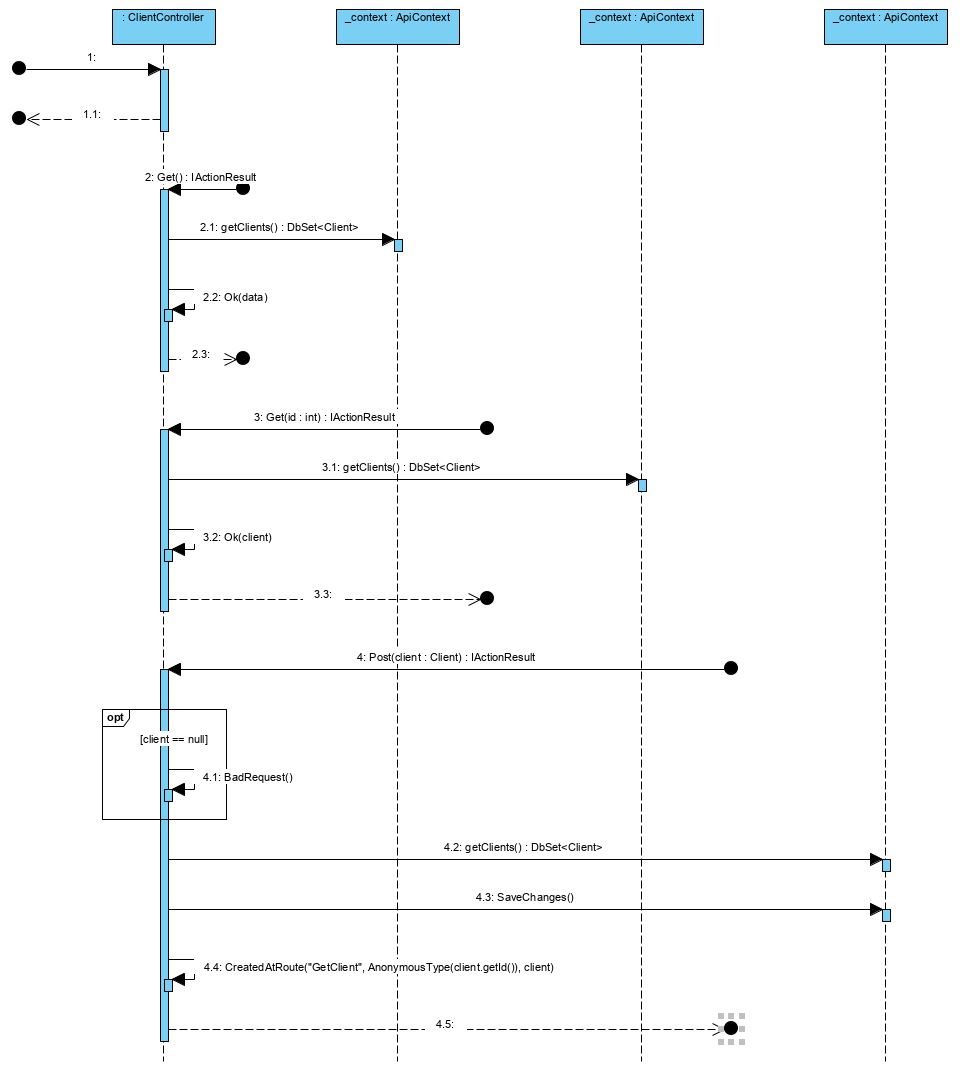 : ClientController
_context : ApiContext
_context : ApiContext
_context : ApiContext
1:
1.1:
2: Get() : IActionResult
2.1: getClients() : DbSet<Client>
2.2: Ok(data)
2.3:
3: Get(id : int) : IActionResult
3.1: getClients() : DbSet<Client>
3.2: Ok(client)
3.3:
4: Post(client : Client) : IActionResult
opt
[client == null]
4.1: BadRequest()
4.2: getClients() : DbSet<Client>
4.3: SaveChanges()
4.4: CreatedAtRoute("GetClient", AnonymousType(client.getId()), client)
4.5: